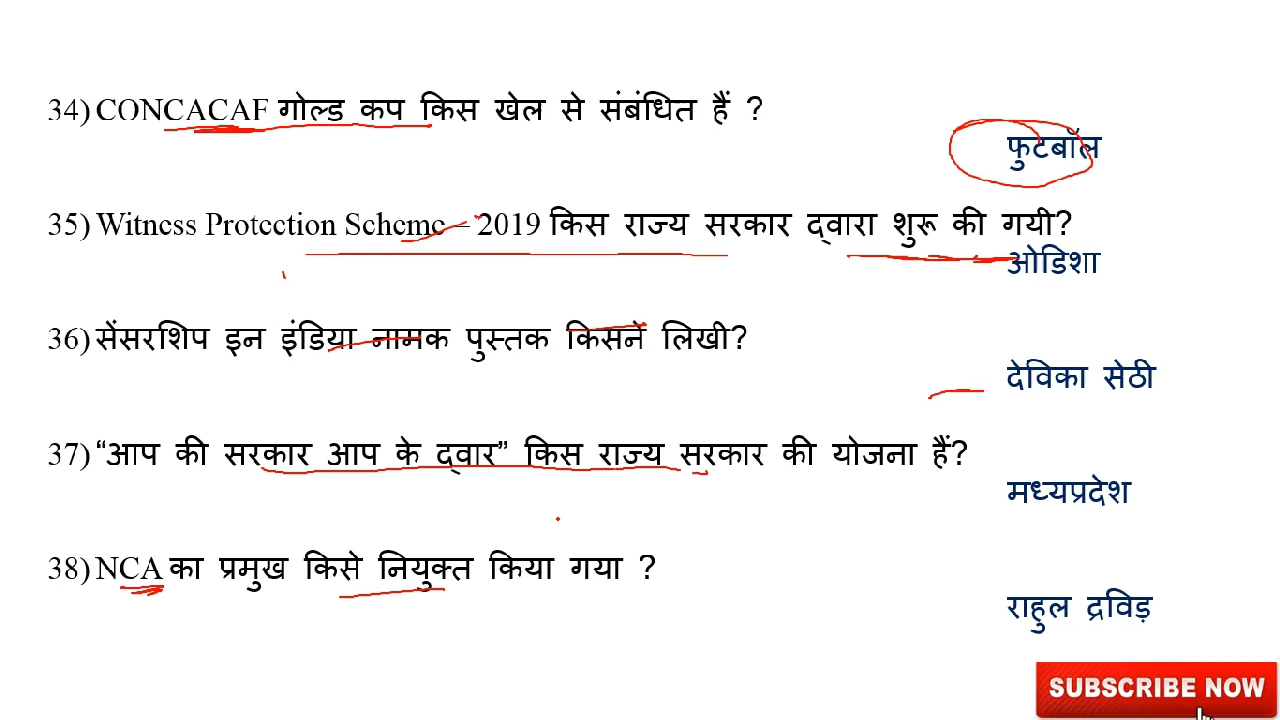 34) CONCACAF गोल्ड कप किस खेल से संबंधित हैं ?
फुटबॉल
35) Witness Protection Scheme – 2019 किस राज्य सरकार द्वारा शुरू की गयी?
ओडिशा
36) सेंसरशिप इन इंडिया नामक पुस्तक किसने लिखी?
देविका सेठी
37) “आप की सरकार आप के द्वार” किस राज्य सरकार की योजना हैं?
मध्यप्रदेश
38) NCA का प्रमुख किसे नियुक्त किया गया ?
राहुल द्रविड़
SUBSCRIBE NOW